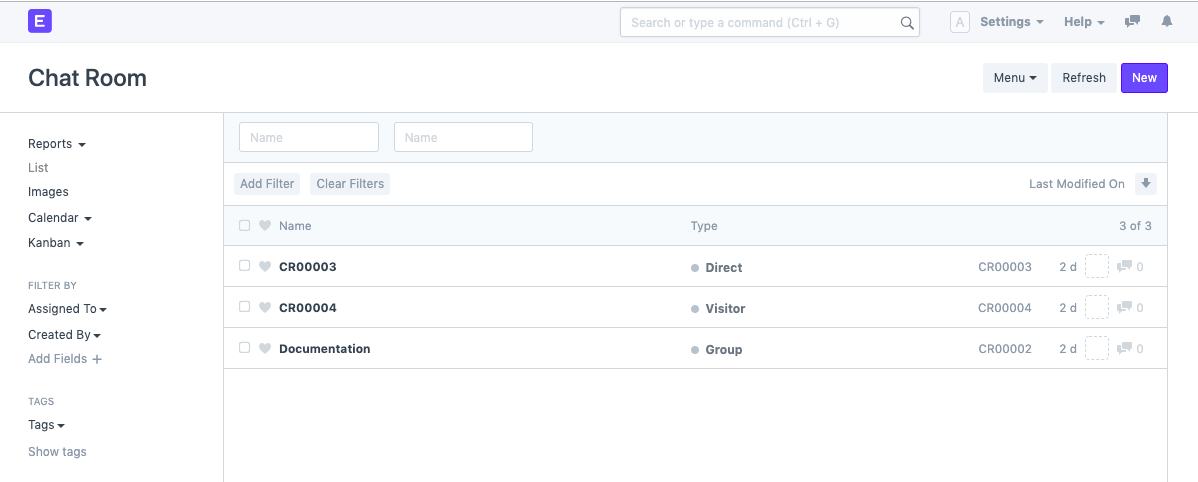 E
Search or type a command (Ctrl + G)
A Settings Help
Chat Room
Menu Refresh New
Reports
List
Images
Calendar
Kanban
FILTER BY
Assigned To
Created By
Add Fields +
TAGS
Tags
Show tags
Name Name
Add Filter Clear Filters Last Modified On
Name Type 3 of 3
CR00003 Direct CR00003 2 d 0
CR00004 Visitor CR00004 2 d 0
Documentation Group CR00002 2 d 0